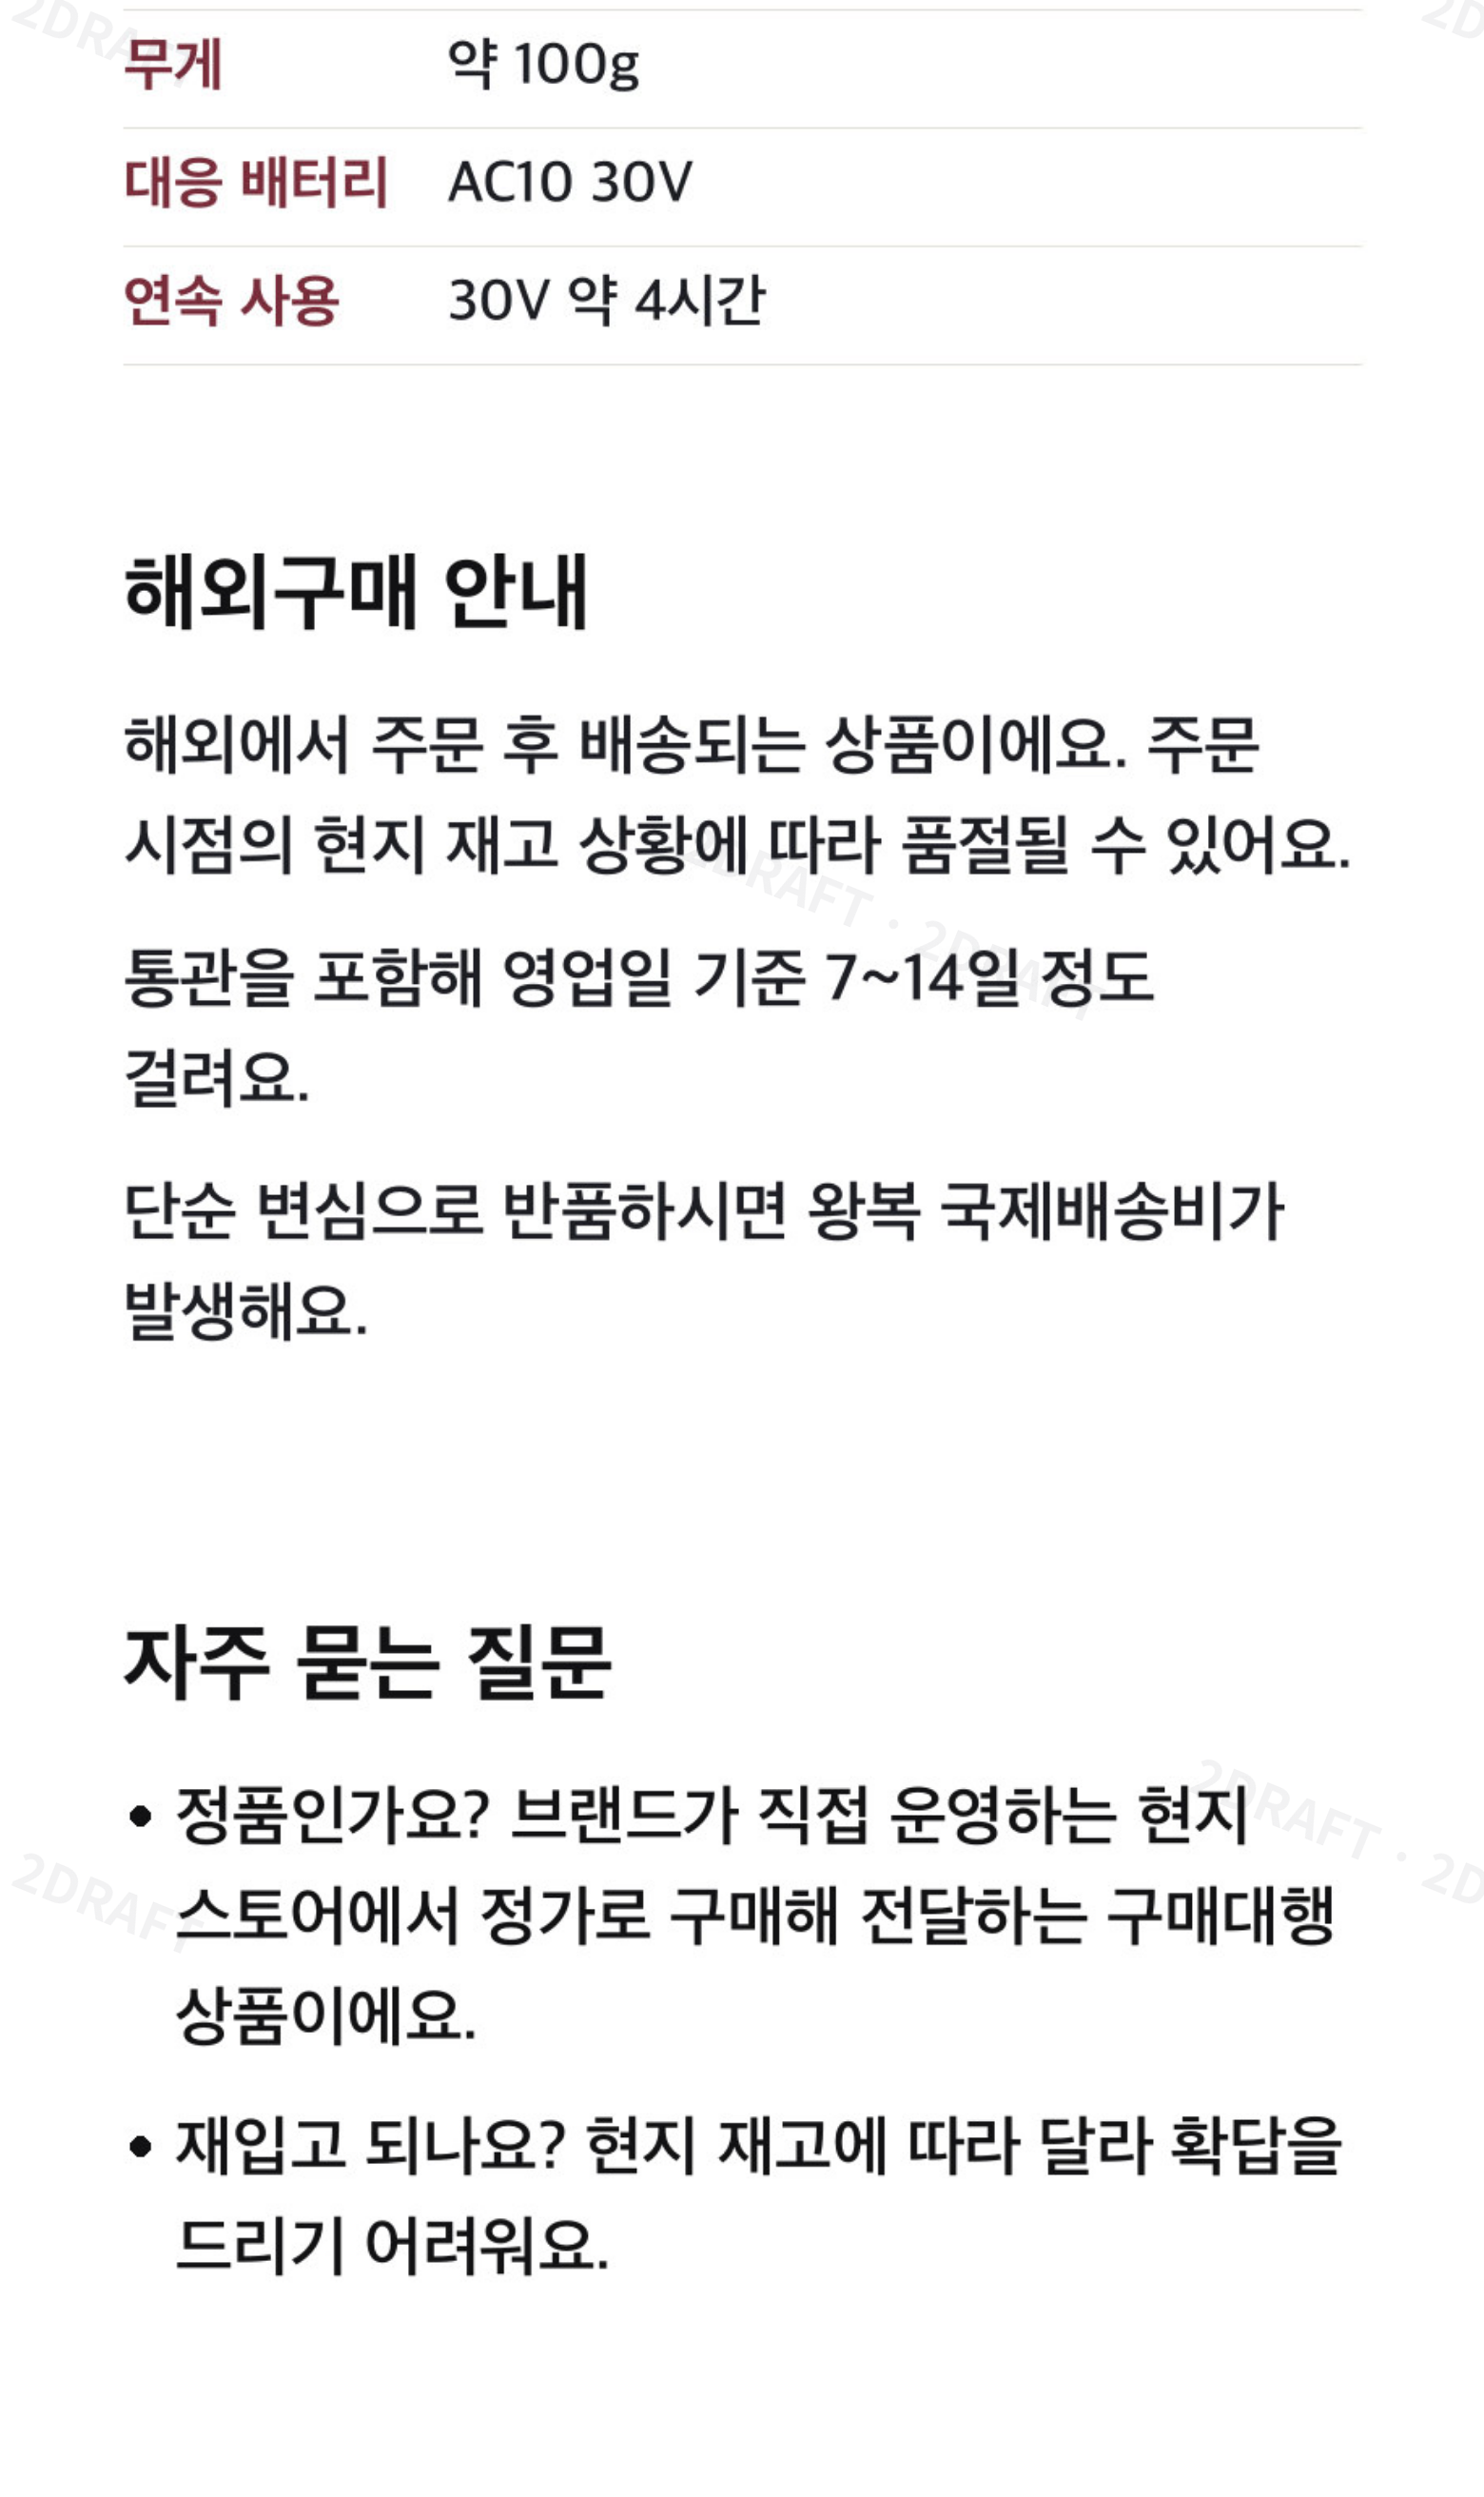 무게 약 100g
대응 배터리 AC10 30V
연속 사용 30V 약 4시간
해외구매 안내
해외에서 주문 후 배송되는 상품이에요. 주문
시점의 현지 재고 상황에 따라 품절될 수 있어요.
통관을 포함해 영업일 기준 7~14일 정도
걸려요.
단순 변심으로 반품하시면 왕복 국제배송비가
발생해요.
자주 묻는 질문
• 정품인가요? 브랜드가 직접 운영하는 현지
스토어에서 정가로 구매해 전달하는 구매대행
상품이에요.
• 재입고 되나요? 현지 재고에 따라 달라 확답을
드리기 어려워요.
2DRAFT
2D
2DRAFT · 2DRAFT
2DRAFT · 2D
2DRAFT